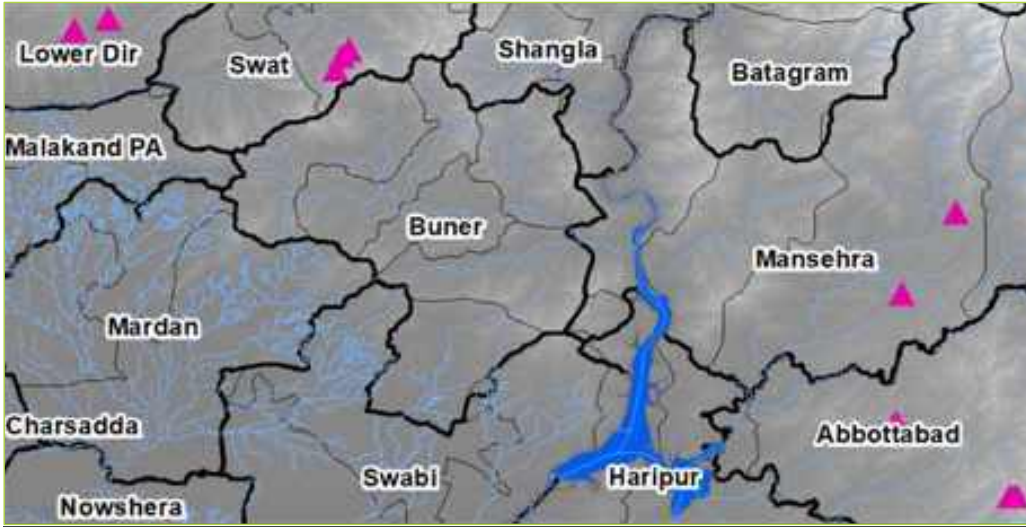 Lower Dir
Swat
Shangla
Batagram
Malakand PA
Buner
Mansehra
Mardan
Charsadda
Abbottabad
Swabi
Haripur
Nowshera